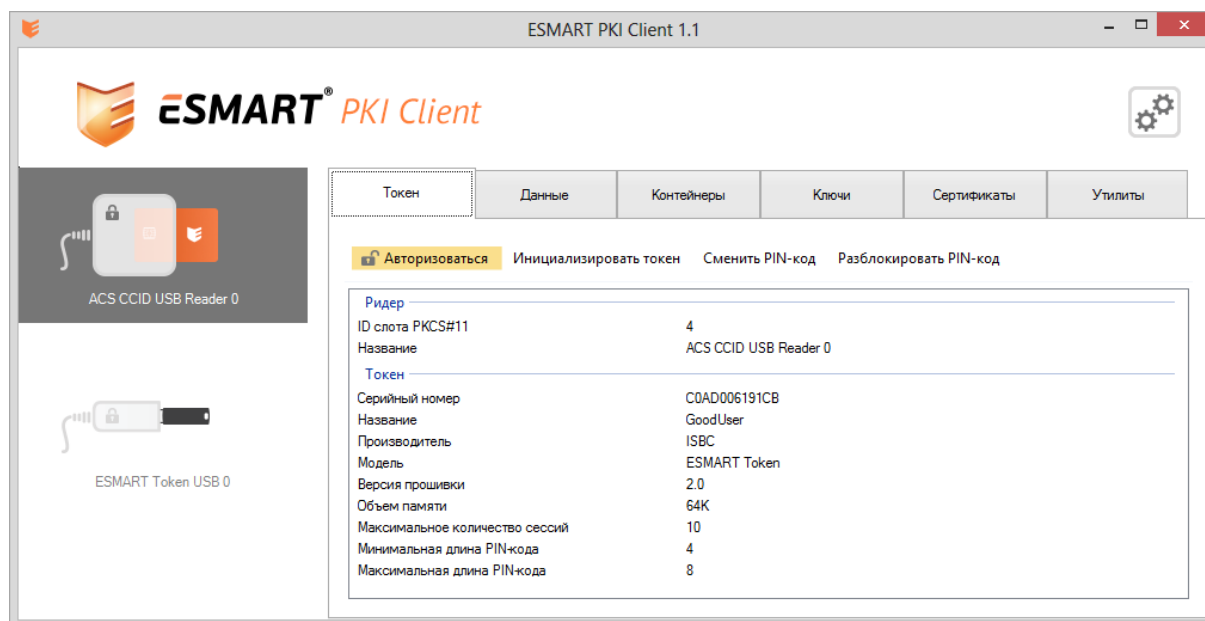 ESMART PKI Client 1.1
ESMART® PKI Client
ACS CCID USB Reader 0
ESMART Token USB 0
Токен Данные Контейнеры Ключи Сертификаты Утилиты
Авторизоваться Инициализировать токен Сменить PIN-код Разблокировать PIN-код
Ридер
ID слота PKCS#11 4
Название ACS CCID USB Reader 0
Токен
Серийный номер C0AD006191CB
Название GoodUser
Производитель ISBC
Модель ESMART Token
Версия прошивки 2.0
Объем памяти 64K
Максимальное количество сессий 10
Минимальная длина PIN-кода 4
Максимальная длина PIN-кода 8